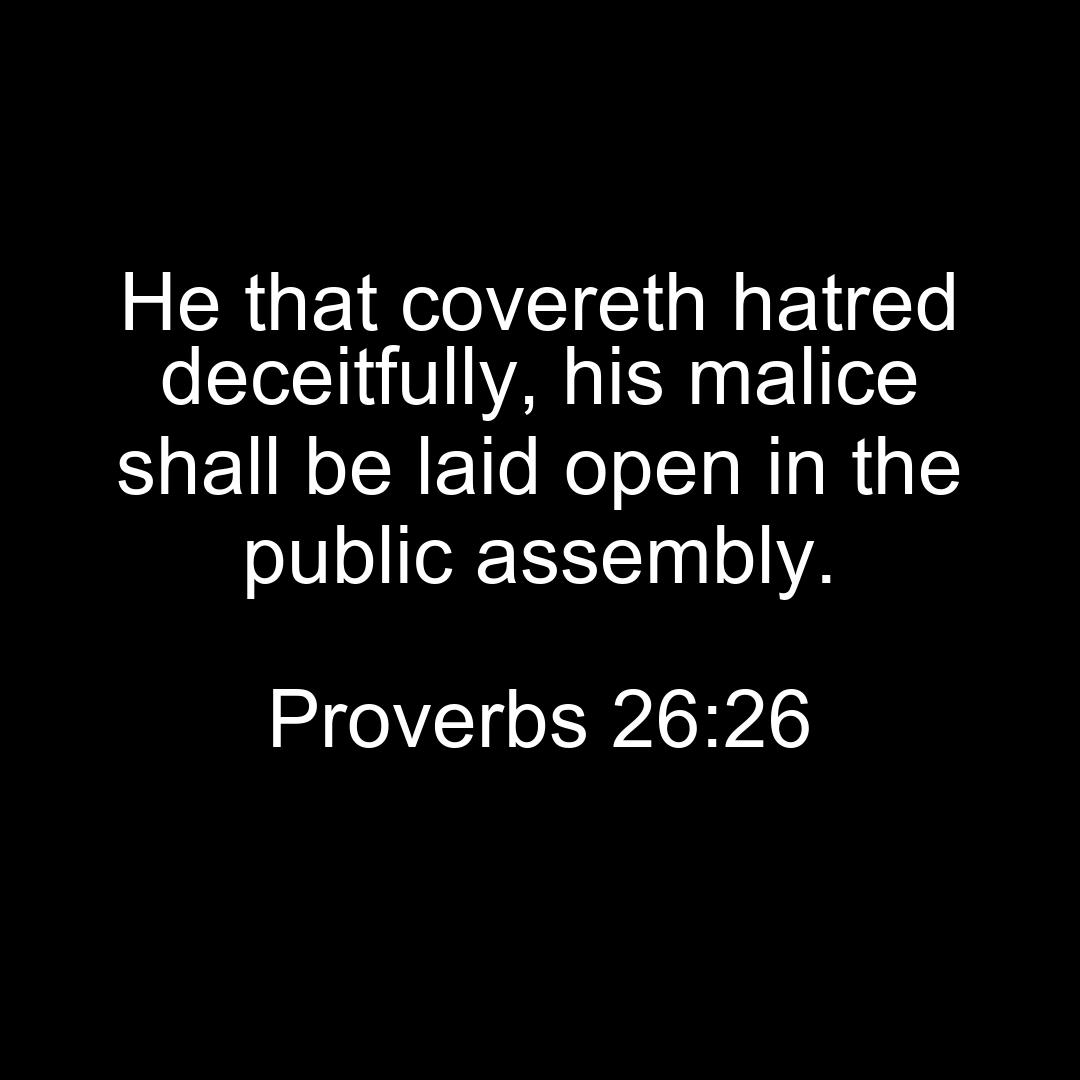 He that covereth hatred
deceitfully, his malice
shall be laid open in the
public assembly.
Proverbs 26:26